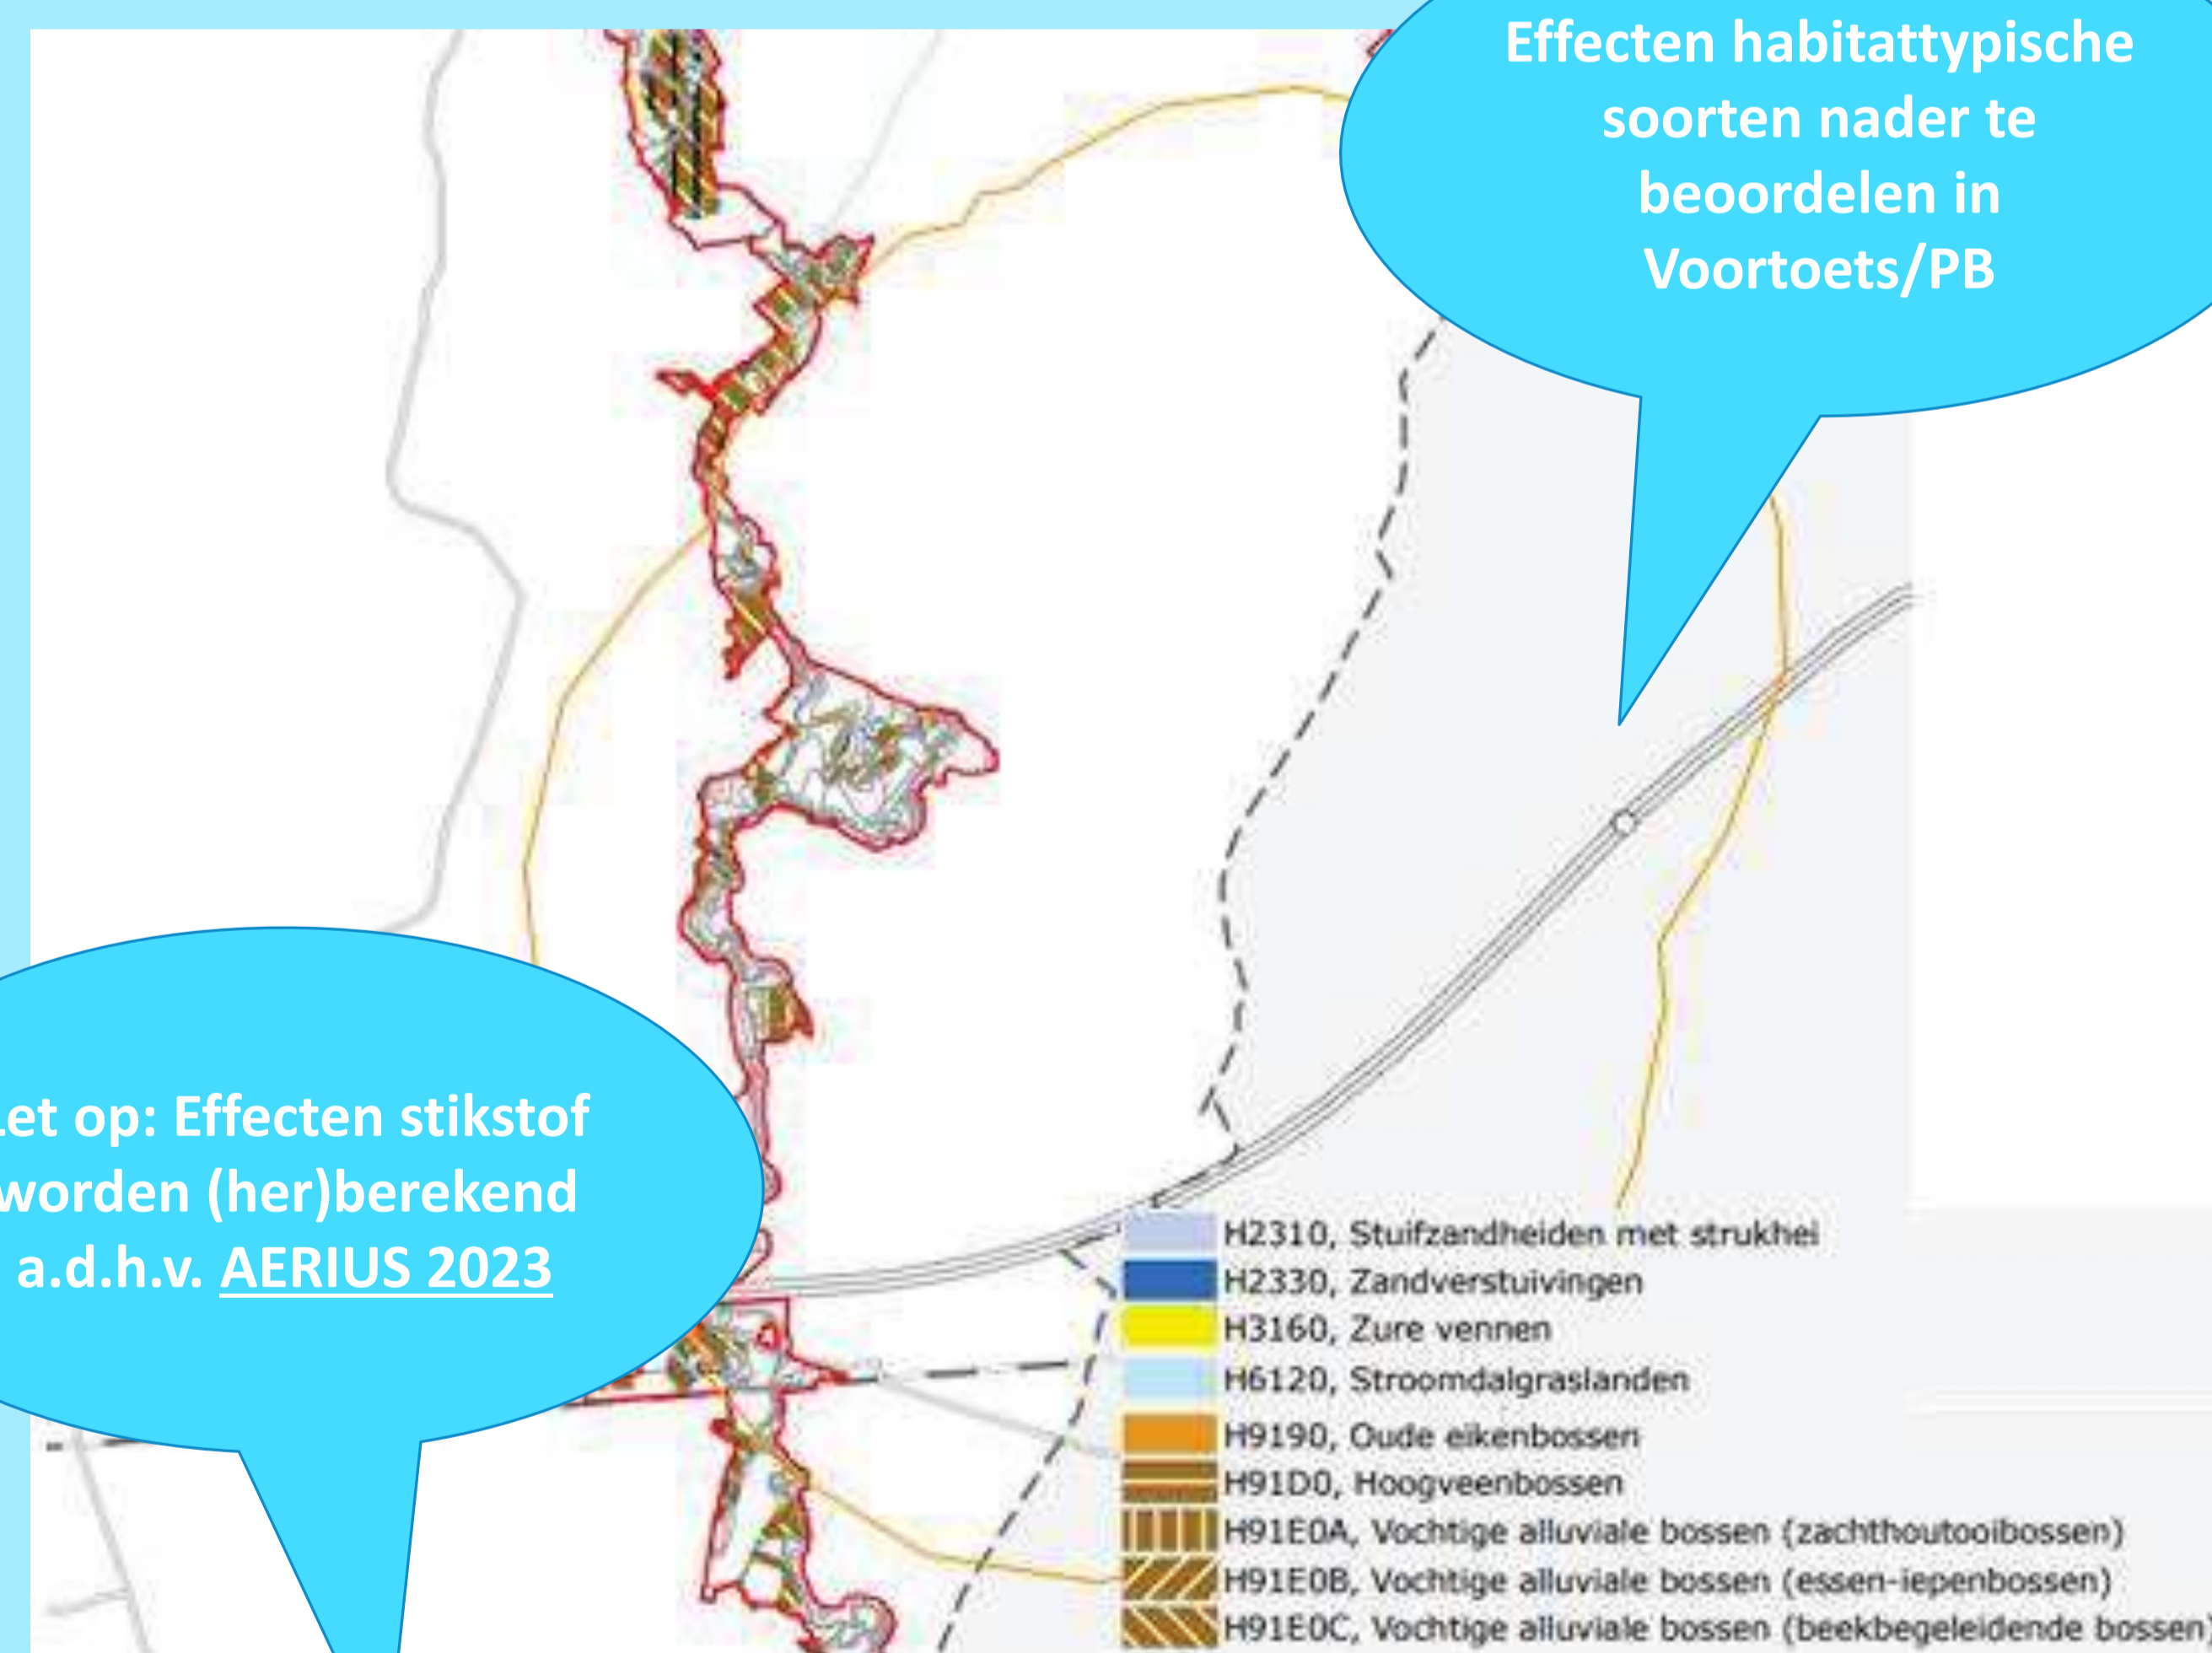 Effecten habitattypische
soorten nader te
beoordelen in
Voortoets/PB
Let op: Effecten stikstof
worden (her)berekend
a.d.h.v. AERIUS 2023
H2310, Stuifzandheiden met strukhei
H2330, Zandverstuivingen
H3160, Zure vennen
H6120, Stroomdalgraslanden
H9190, Oude eikenbossen
H91D0, Hoogveenbossen
H91E0A, Vochtige alluviale bossen (zachthoutooibossen)
H91E0B, Vochtige alluviale bossen (essen-iepenbossen)
H91E0C, Vochtige alluviale bossen (beekbegeleidende bossen)